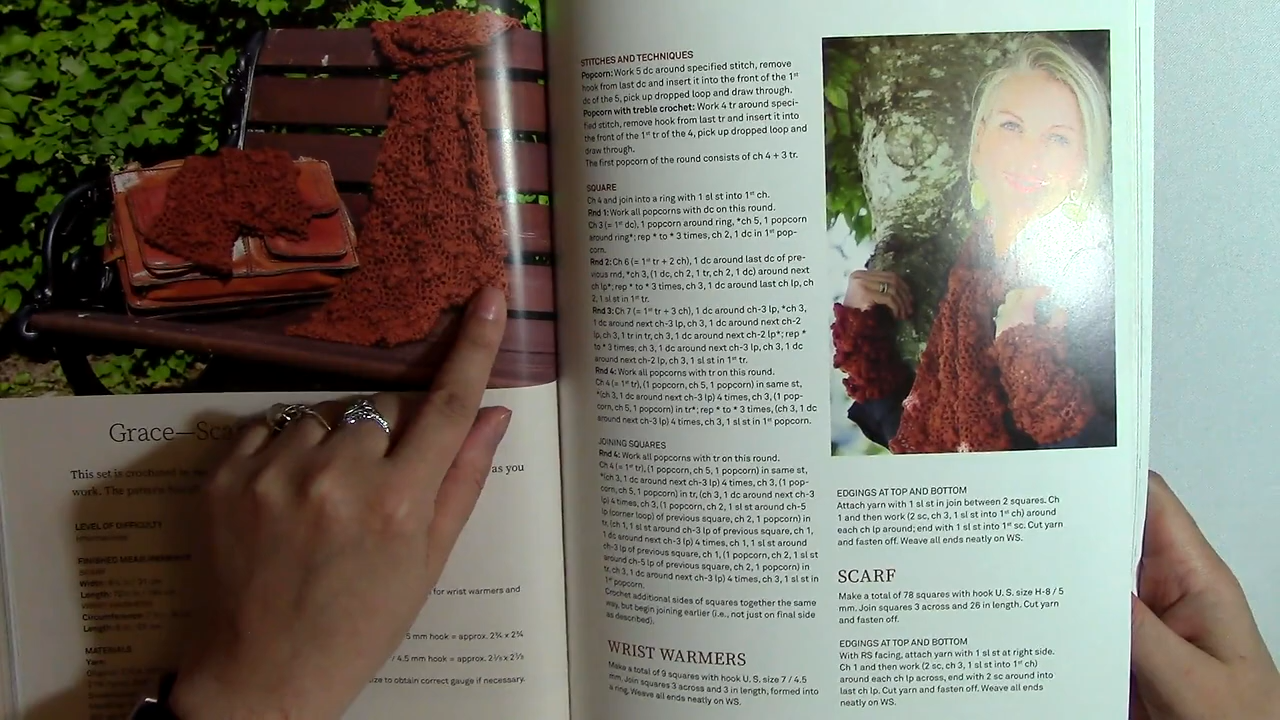 Grace—Sca
This set is crochet
as you
work. The pattern
LEVEL OF DIFFICULTY
Intermediate
FINISHED MEASUREMENTS
SCARF
Width:
Length:
WRIST WARMERS
Circumference:
Length:
MATERIALS
Yarn:
for wrist warmers and
5 mm hook = approx. 2¾ x 2¾
/ 4.5 mm hook = approx. 2⅓ x 2⅓
size to obtain correct gauge if necessary.
STITCHES AND TECHNIQUES
Popcorn: Work 5 dc around specified stitch, remove
hook from last dc and insert it into the front of the 1st
dc of the 5, pick up dropped loop and draw through.
Popcorn with treble crochet: Work 4 tr around speci-
fied stitch, remove hook from last tr and insert it into
the front of the 1st tr of the 4, pick up dropped loop and
draw through.
The first popcorn of the round consists of ch 4 + 3 tr.
SQUARE
Ch 4 and join into a ring with 1 sl st into 1st ch.
Rnd 1: Work all popcorns with dc on this round.
Ch 3 (= 1st dc), 1 popcorn around ring, *ch 5, 1 popcorn
around ring*; rep * to * 3 times, ch 2, 1 dc in 1st pop-
corn.
Rnd 2: Ch 6 (= 1st tr + 2 ch), 1 dc around last dc of pre-
vious rnd, *ch 3, (1 dc, ch 2, 1 tr, ch 2, 1 dc) around next
ch lp*; rep * to * 3 times, ch 3, 1 dc around last ch lp, ch
2, 1 sl st in 1st tr.
Rnd 3: Ch 7 (= 1st tr + 3 ch), 1 dc around ch-3 lp, *ch 3,
1 dc around next ch-3 lp, ch 3, 1 dc around next ch-2
lp, ch 3, 1 tr in tr, ch 3, 1 dc around next ch-2 lp*; rep *
to * 3 times, ch 3, 1 dc around next ch-3 lp, ch 3, 1 dc
around next ch-2 lp, ch 3, 1 sl st in 1st tr.
Rnd 4: Work all popcorns with tr on this round.
Ch 4 (= 1st tr), (1 popcorn, ch 5, 1 popcorn) in same st,
*(ch 3, 1 dc around next ch-3 lp) 4 times, ch 3, (1 pop-
corn, ch 5, 1 popcorn) in tr*; rep * to * 3 times, (ch 3, 1 dc
around next ch-3 lp) 4 times, ch 3, 1 sl st in 1st popcorn.
JOINING SQUARES
Rnd 4: Work all popcorns with tr on this round.
Ch 4 (= 1st tr), (1 popcorn, ch 5, 1 popcorn) in same st,
*(ch 3, 1 dc around next ch-3 lp) 4 times, ch 3, (1 pop-
corn, ch 5, 1 popcorn) in tr, (ch 3, 1 dc around next ch-3
lp) 4 times, ch 3, (1 popcorn, ch 2, 1 sl st around ch-5
lp (corner loop) of previous square, ch 2, 1 popcorn) in
tr, (ch 1, 1 sl st around ch-3 lp of previous square, ch 1,
1 dc around next ch-3 lp) 4 times, ch 1, 1 sl st around
ch-3 lp of previous square, ch 1, (1 popcorn, ch 2, 1 sl st
around ch-5 lp of previous square, ch 2, 1 popcorn) in
tr, ch 3, 1 dc around next ch-3 lp) 4 times, ch 3, 1 sl st in
1st popcorn.
Crochet additional sides of squares together the same
way, but begin joining earlier (i.e., not just on final side
as described).
WRIST WARMERS
Make a total of 9 squares with hook U.S. size 7 / 4.5
mm. Join squares 3 across and 3 in length, formed into
a ring. Weave all ends neatly on WS.
EDGINGS AT TOP AND BOTTOM
Attach yarn with 1 sl st in join between 2 squares. Ch
1 and then work (2 sc, ch 3, 1 sl st into 1st ch) around
each ch lp around; end with 1 sl st into 1st sc. Cut yarn
and fasten off. Weave all ends neatly on WS.
SCARF
Make a total of 78 squares with hook U. S. size H-8 / 5
mm. Join squares 3 across and 26 in length. Cut yarn
and fasten off.
EDGINGS AT TOP AND BOTTOM
With RS facing, attach yarn with 1 sl st at right side.
Ch 1 and then work (2 sc, ch 3, 1 sl st into 1st ch)
around each ch lp across, end with 2 sc around into
last ch lp. Cut yarn and fasten off. Weave all ends
neatly on WS.